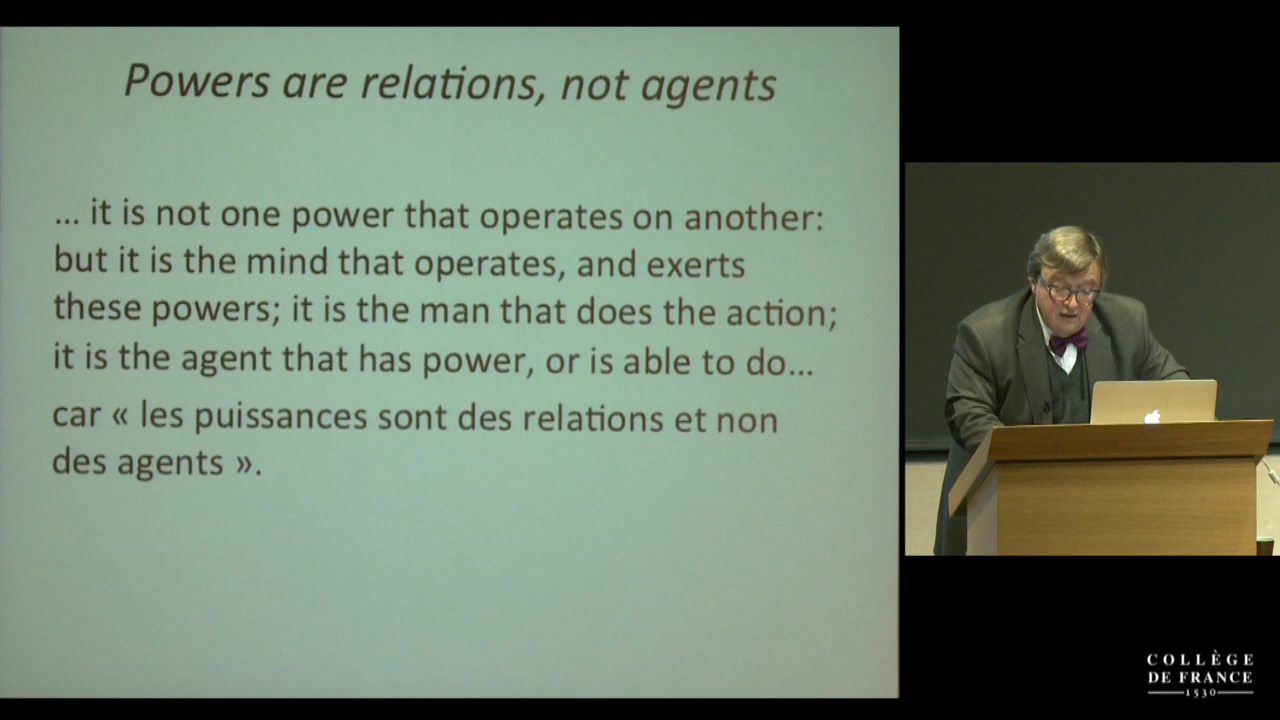 Powers are relations, not agents
... it is not one power that operates on another:
but it is the mind that operates, and exerts
these powers; it is the man that does the action;
it is the agent that has power, or is able to do...
car « les puissances sont des relations et non
des agents ».
COLLÈGE
DE FRANCE
1530